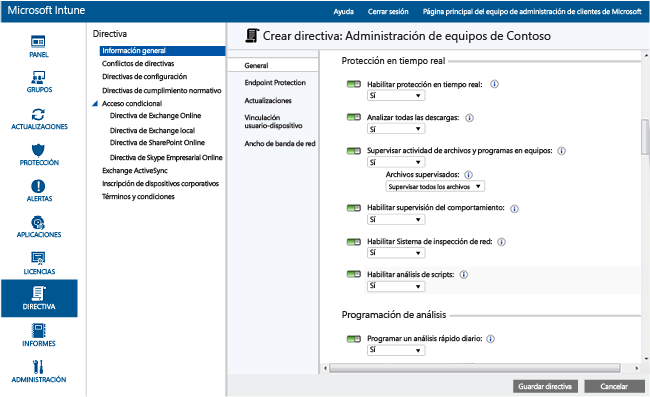 Microsoft Intune
Ayuda
Cerrar sesión
Página principal del equipo de administración de clientes de Microsoft
PANEL
GRUPOS
ACTUALIZACIONES
PROTECCIÓN
ALERTAS
APLICACIONES
LICENCIAS
DIRECTIVA
INFORMES
ADMINISTRACIÓN
Directiva
Información general
Conflictos de directivas
Directivas de configuración
Directivas de cumplimiento normativo
Acceso condicional
Directiva de Exchange Online
Directiva de Exchange local
Directiva de SharePoint Online
Directiva de Skype Empresarial Online
Exchange ActiveSync
Inscripción de dispositivos corporativos
Términos y condiciones
Crear directiva: Administración de equipos de Contoso
General
Endpoint Protection
Actualizaciones
Vinculación
usuario-dispositivo
Ancho de banda de red
Protección en tiempo real
Habilitar protección en tiempo real:
Sí
Analizar todas las descargas:
Sí
Supervisar actividad de archivos y programas en equipos:
Sí
Archivos supervisados:
Supervisar todos los archivos
Habilitar supervisión del comportamiento:
Sí
Habilitar Sistema de inspección de red:
Sí
Habilitar análisis de scripts:
Sí
Programación de análisis
Programar un análisis rápido diario:
Sí
Guardar directiva
Cancelar